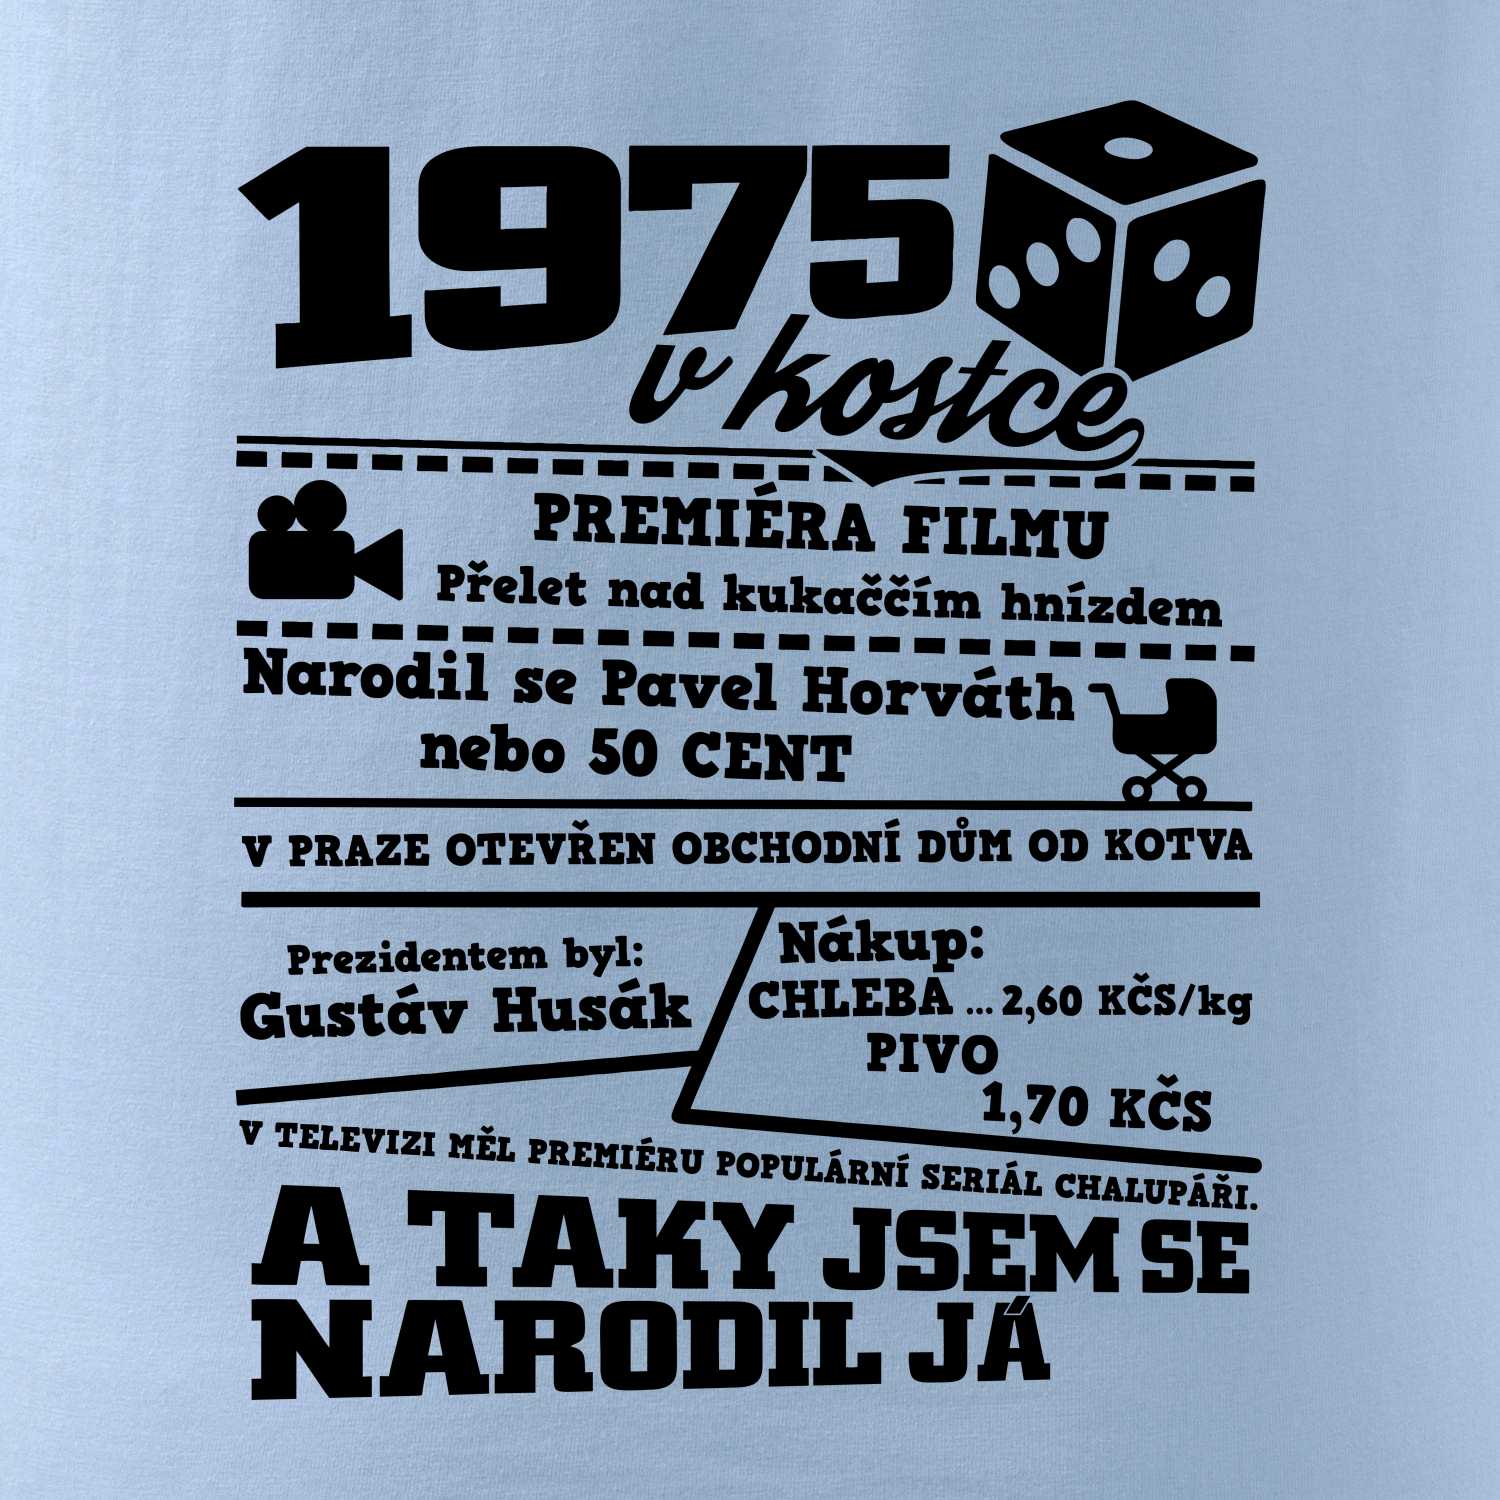 1975
v kostce
PREMIÉRA FILMU
Přelet nad kukaččím hnízdem
Narodil se Pavel Horváth
nebo 50 CENT
V PRAZE OTEVŘEN OBCHODNÍ DŮM OD KOTVA
Prezidentem byl:
Gustáv Husák
Nákup:
CHLEBA ... 2,60 KČS/kg
PIVO
1,70 KČS
V TELEVIZI MĚL PREMIÉRU POPULÁRNÍ SERIÁL CHALUPÁŘI.
A TAKY JSEM SE
NARODIL JÁ